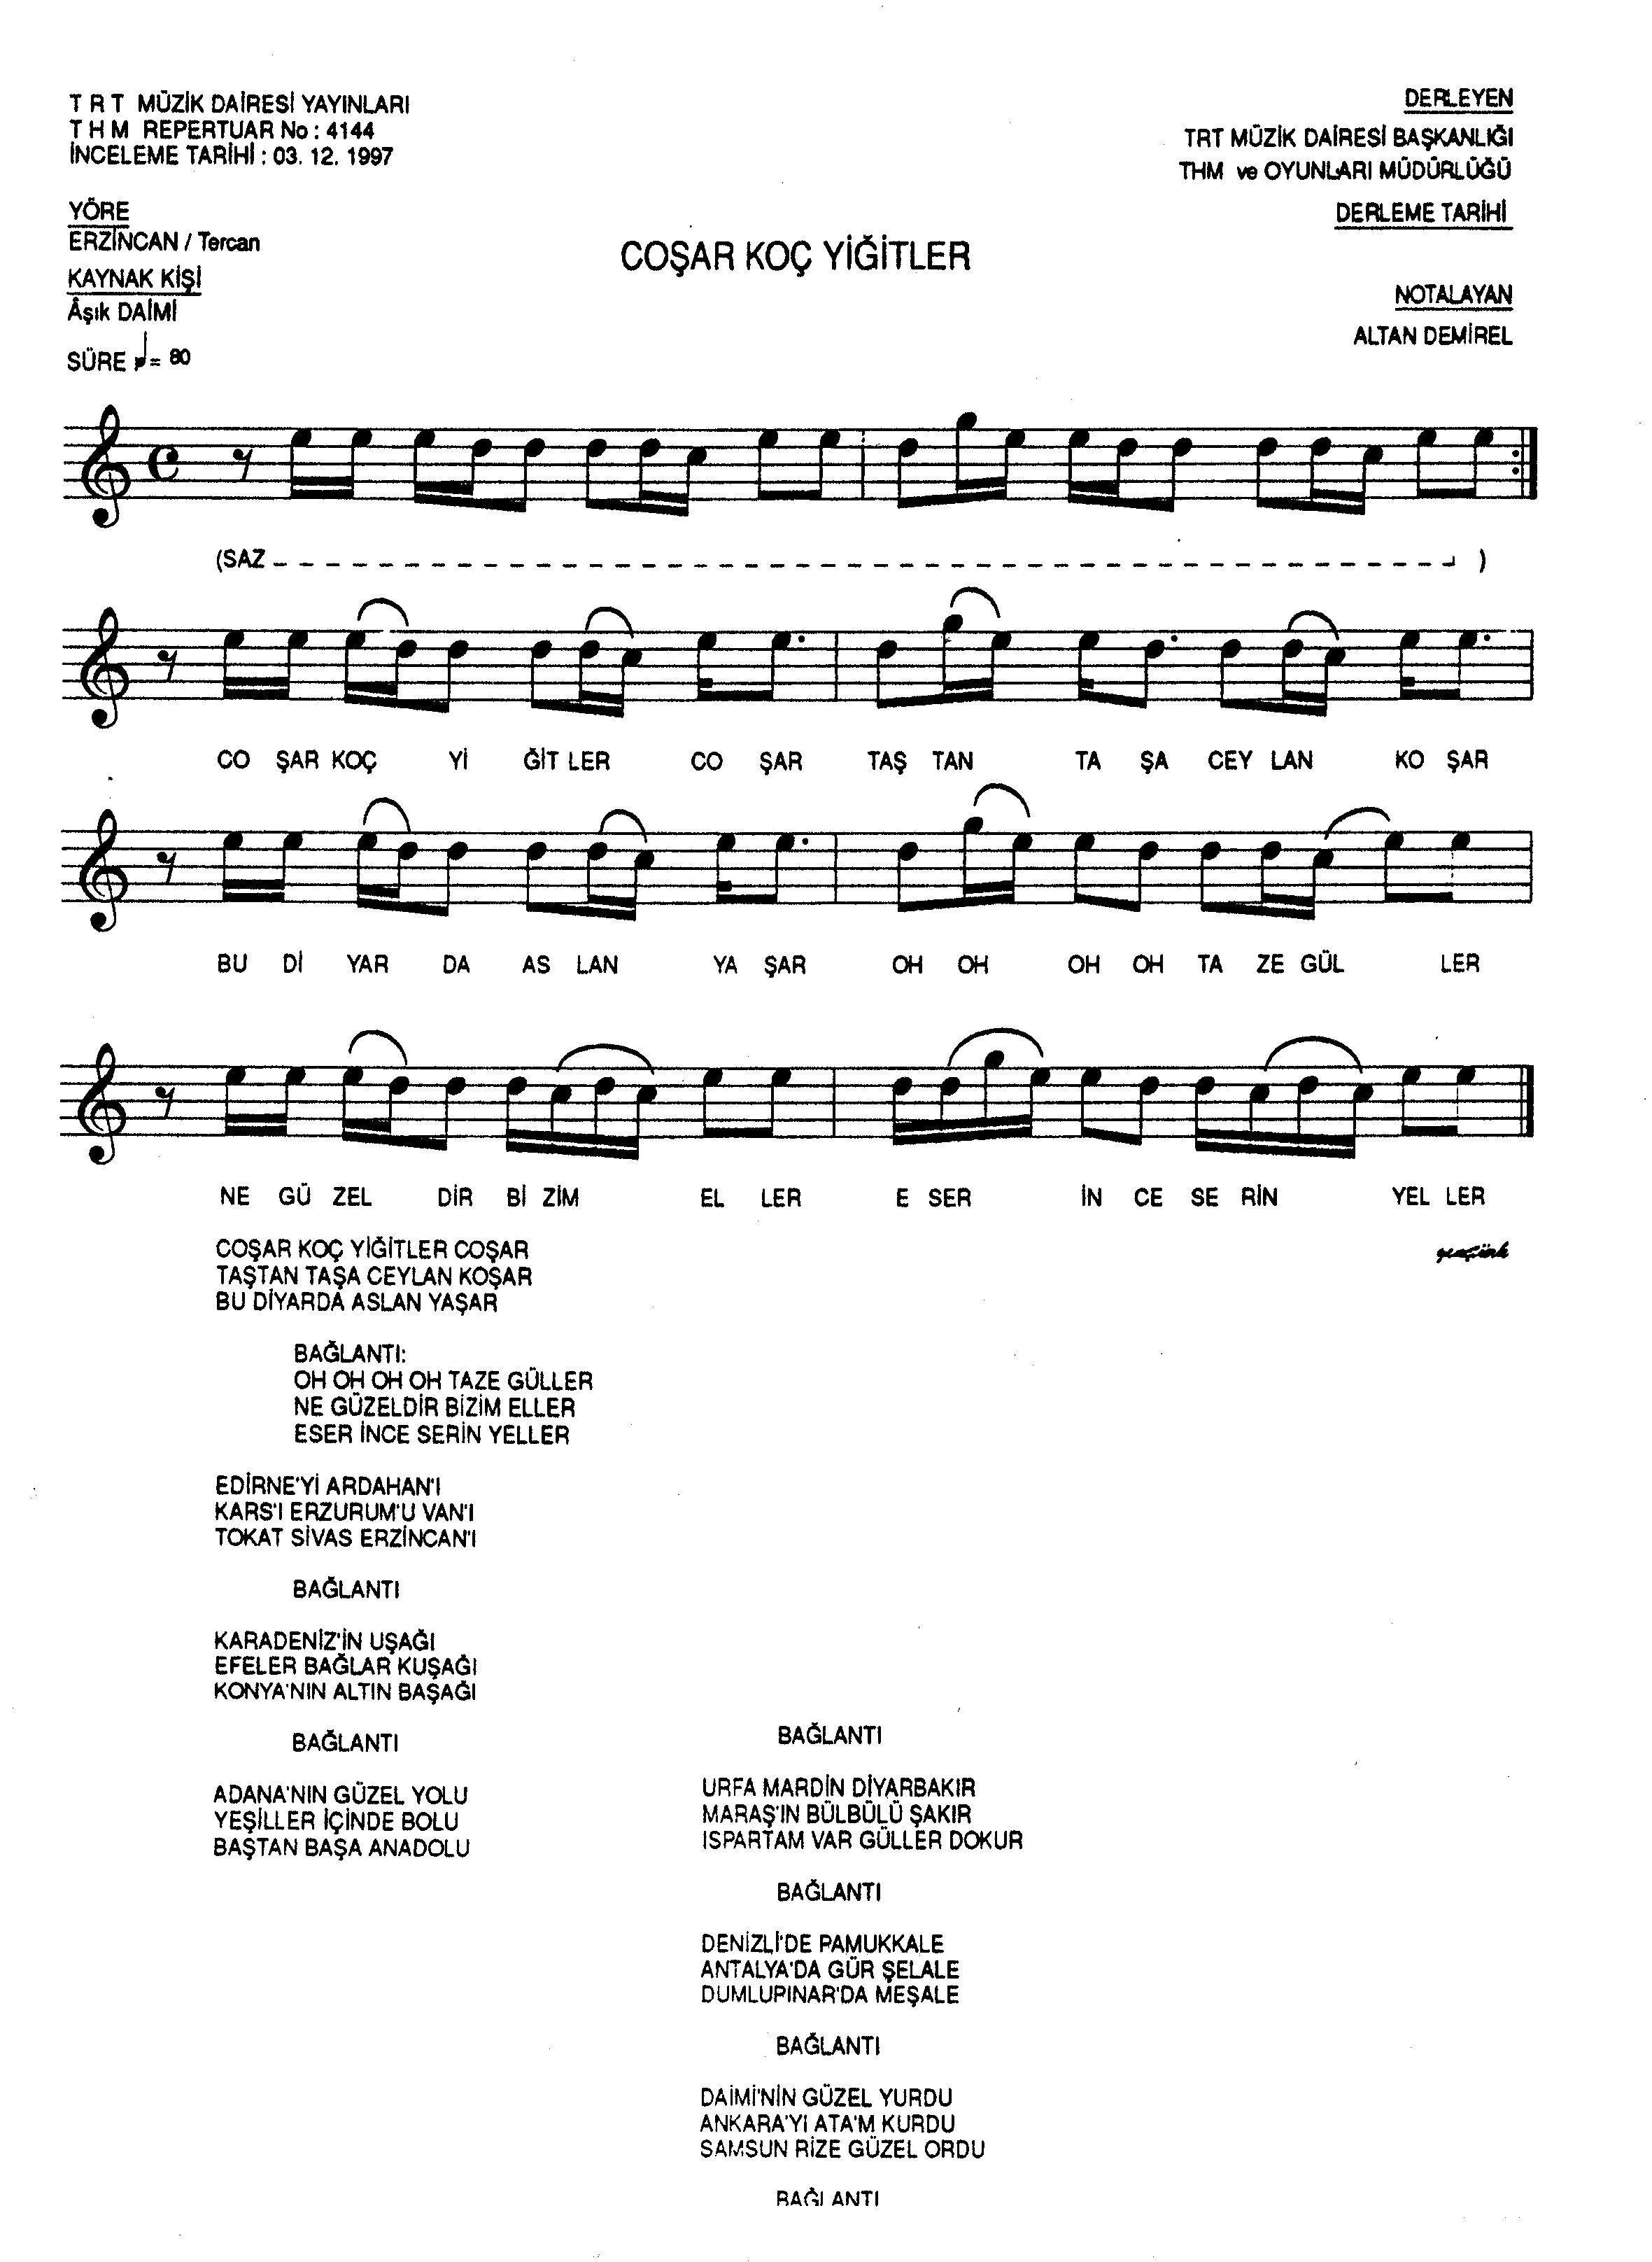 T R T MÜZİK DAİRESİ YAYINLARI
T H M REPERTUAR No : 4144
İNCELEME TARİHİ : 03. 12. 1997
DERLEYEN
TRT MÜZİK DAİRESİ BAŞKANLIĞI
THM ve OYUNLARI MÜDÜRLÜĞÜ
YÖRE
ERZİNCAN / Tercan
DERLEME TARİHİ
COŞAR KOÇ YİĞİTLER
KAYNAK KİŞİ
Âşık DAİMİ
NOTALAYAN
ALTAN DEMİREL
SÜRE = 80
(SAZ )
CO ŞAR KOÇ Yİ ĞİT LER CO ŞAR TAŞ TAN TA ŞA CEY LAN KO ŞAR
BU Dİ YAR DA AS LAN YA ŞAR OH OH OH OH TA ZE GÜL LER
NE GÜ ZEL DİR Bİ ZİM EL LER E SER İN CE SE RİN YEL LER
COŞAR KOÇ YİĞİTLER COŞAR
TAŞTAN TAŞA CEYLAN KOŞAR
BU DİYARDA ASLAN YAŞAR
BAĞLANTI:
OH OH OH OH TAZE GÜLLER
NE GÜZELDİR BİZİM ELLER
ESER İNCE SERİN YELLER
EDİRNE'Yİ ARDAHAN'I
KARS'I ERZURUM'U VAN'I
TOKAT SİVAS ERZİNCAN'I
BAĞLANTI
KARADENİZ'İN UŞAĞI
EFELER BAĞLAR KUŞAĞI
KONYA'NIN ALTIN BAŞAĞI
BAĞLANTI
ADANA'NIN GÜZEL YOLU
YEŞİLLER İÇİNDE BOLU
BAŞTAN BAŞA ANADOLU
BAĞLANTI
URFA MARDİN DİYARBAKIR
MARAŞ'IN BÜLBÜLÜ ŞAKIR
ISPARTAM VAR GÜLLER DOKUR
BAĞLANTI
DENİZLİ'DE PAMUKKALE
ANTALYA'DA GÜR ŞELALE
DUMLUPINAR'DA MEŞALE
BAĞLANTI
DAİMİ'NİN GÜZEL YURDU
ANKARA'YI ATA'M KURDU
SAMSUN RİZE GÜZEL ORDU
BAĞLANTI